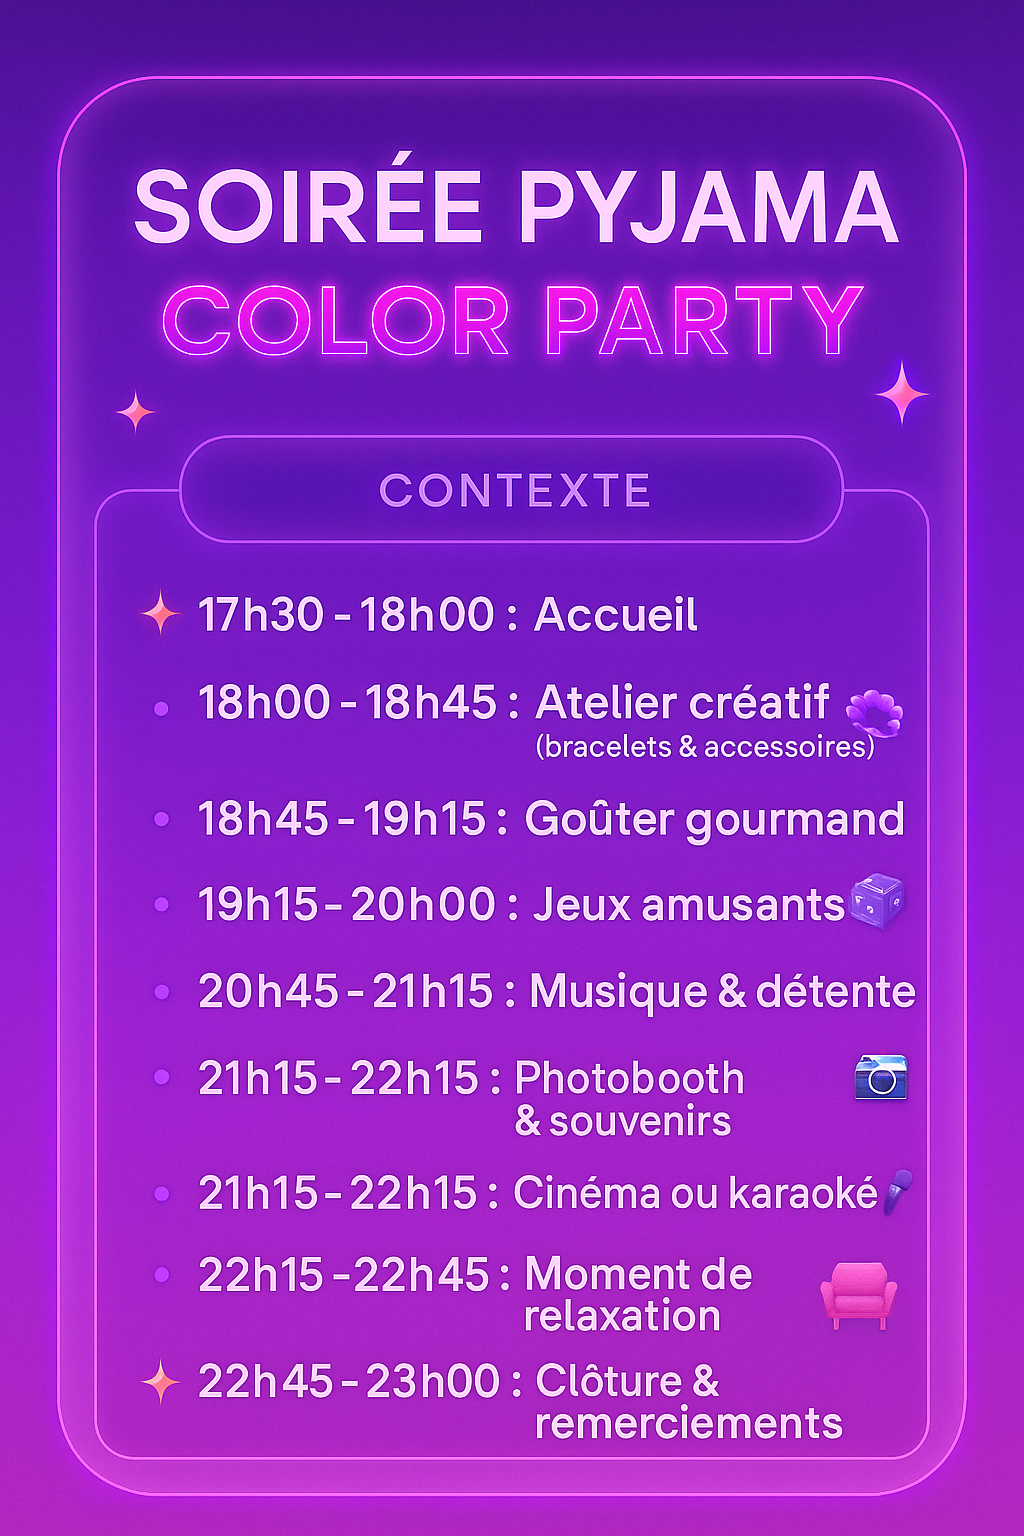 SOIRÉE PYJAMA
COLOR PARTY
CONTEXTE
17h30 - 18h00 : Accueil
18h00 - 18h45 : Atelier créatif
(bracelets & accessoires)
18h45 - 19h15 : Goûter gourmand
19h15 - 20h00 : Jeux amusants
20h45 - 21h15 : Musique & détente
21h15 - 22h15 : Photobooth
& souvenirs
21h15 - 22h15 : Cinéma ou karaoké
22h15 - 22h45 : Moment de
relaxation
22h45 - 23h00 : Clôture &
remerciements